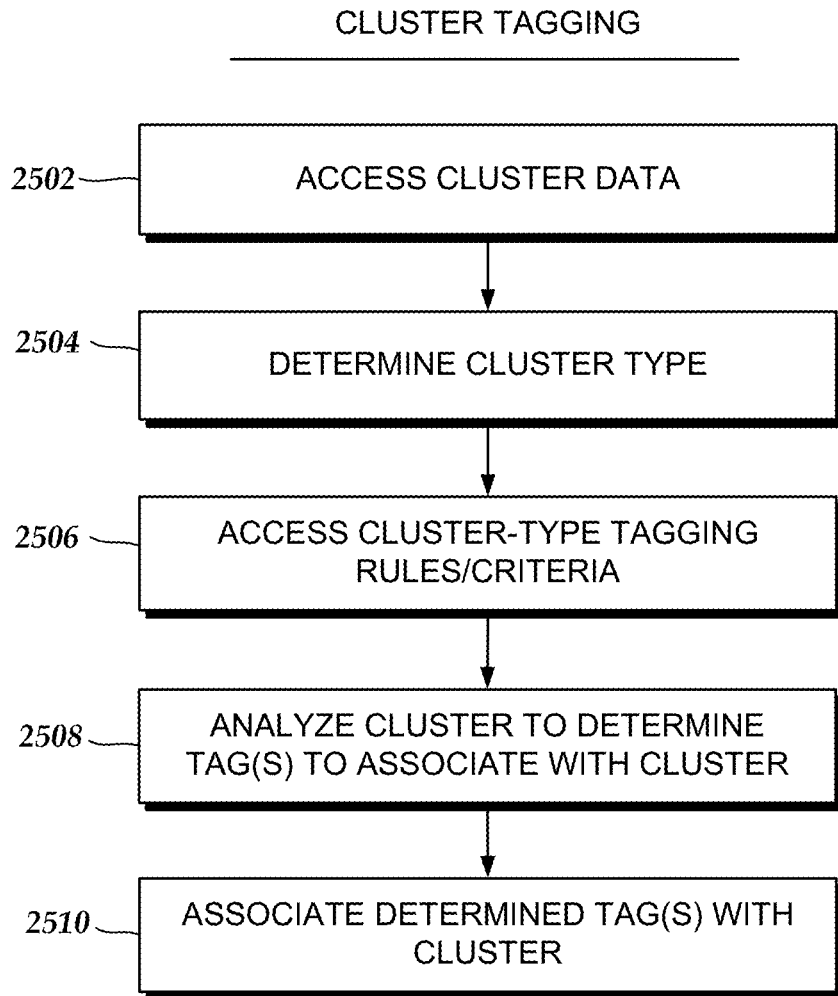 CLUSTER TAGGING
2502
ACCESS CLUSTER DATA
2504
DETERMINE CLUSTER TYPE
2506
ACCESS CLUSTER-TYPE TAGGING
RULES/CRITERIA
2508
ANALYZE CLUSTER TO DETERMINE
TAG(S) TO ASSOCIATE WITH CLUSTER
2510
ASSOCIATE DETERMINED TAG(S) WITH
CLUSTER